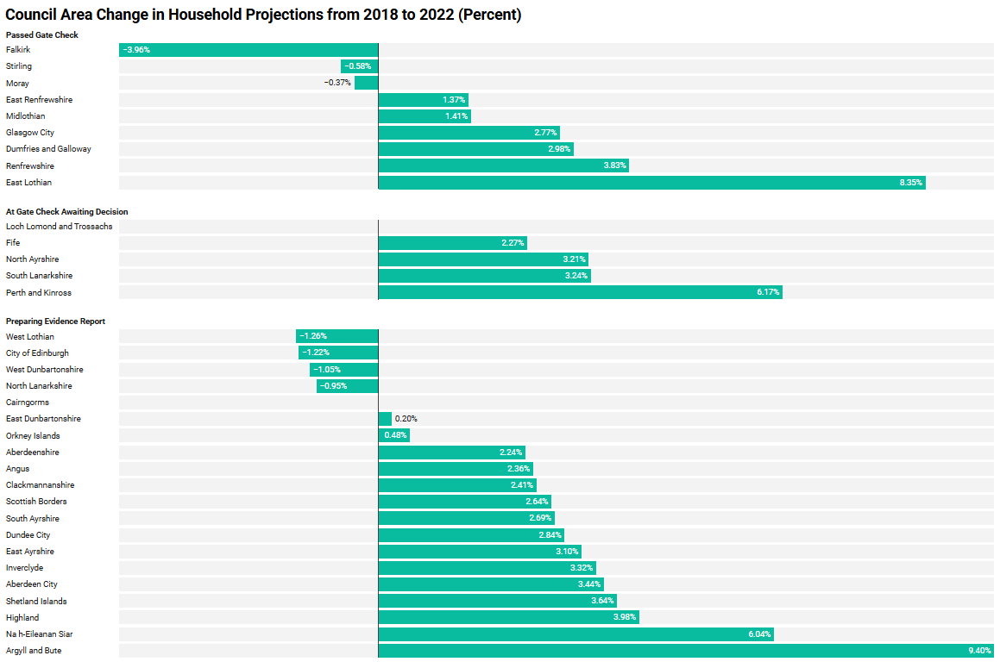 Council Area Change in Household Projections from 2018 to 2022 (Percent)
Passed Gate Check
Falkirk −3.96%
Stirling −0.58%
Moray −0.37%
East Renfrewshire 1.37%
Midlothian 1.41%
Glasgow City 2.77%
Dumfries and Galloway 2.98%
Renfrewshire 3.83%
East Lothian 8.35%
At Gate Check Awaiting Decision
Loch Lomond and Trossachs
Fife 2.27%
North Ayrshire 3.21%
South Lanarkshire 3.24%
Perth and Kinross 6.17%
Preparing Evidence Report
West Lothian −1.26%
City of Edinburgh −1.22%
West Dunbartonshire −1.05%
North Lanarkshire −0.95%
Cairngorms
East Dunbartonshire 0.20%
Orkney Islands 0.48%
Aberdeenshire 2.24%
Angus 2.36%
Clackmannanshire 2.41%
Scottish Borders 2.64%
South Ayrshire 2.69%
Dundee City 2.84%
East Ayrshire 3.10%
Inverclyde 3.32%
Aberdeen City 3.44%
Shetland Islands 3.64%
Highland 3.98%
Na h-Eileanan Siar 6.04%
Argyll and Bute 9.40%